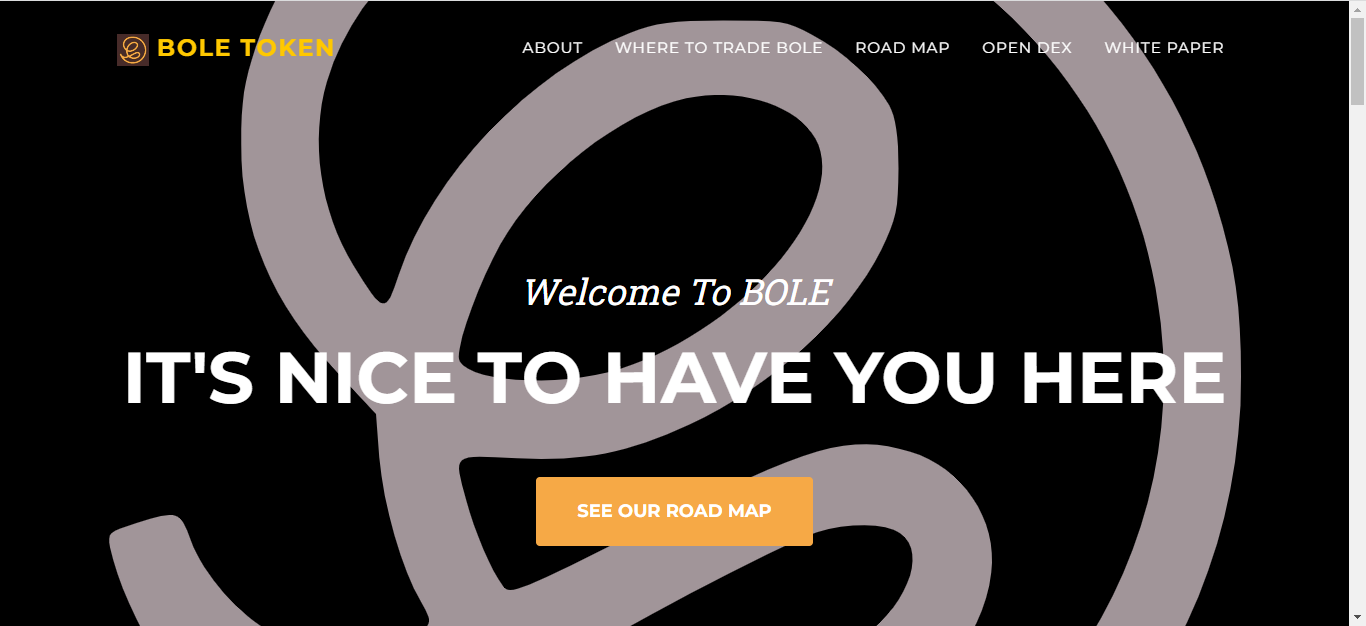 BOLE TOKEN
ABOUT WHERE TO TRADE BOLE ROAD MAP OPEN DEX WHITE PAPER
Welcome To BOLE
IT'S NICE TO HAVE YOU HERE
SEE OUR ROAD MAP